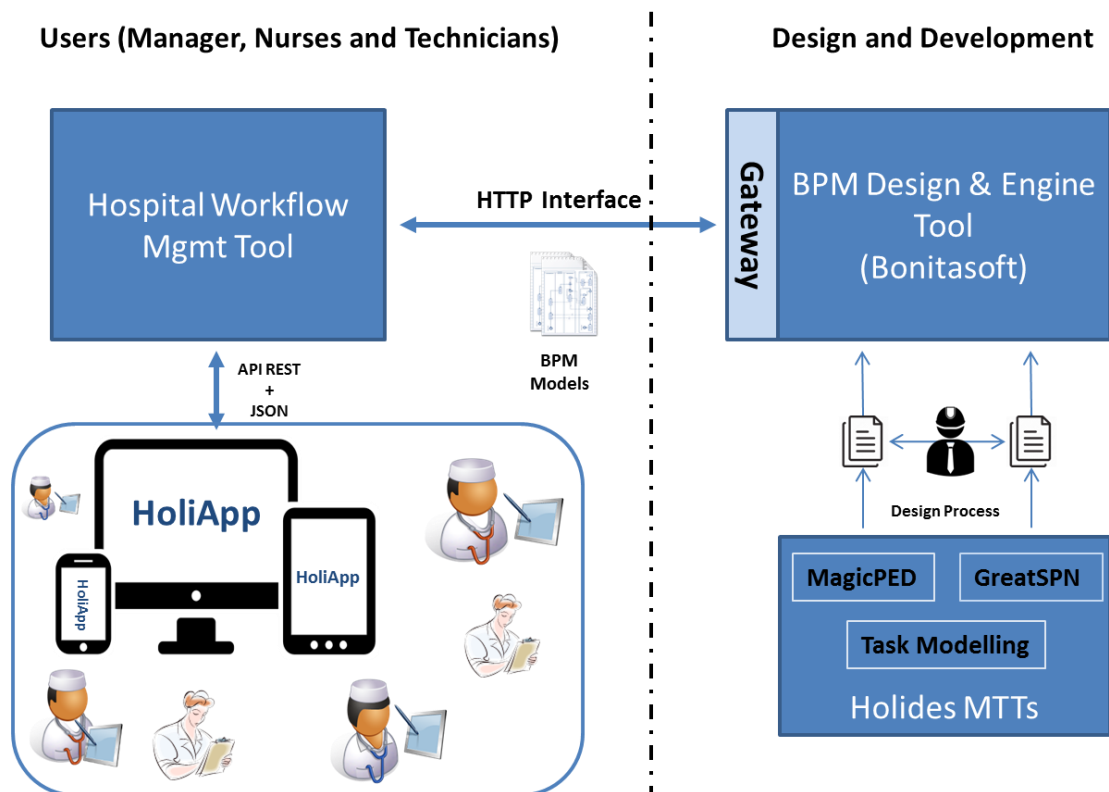 Users (Manager, Nurses and Technicians)
Design and Development
Hospital Workflow
Mgmt Tool
HTTP Interface
Gateway
BPM Design & Engine
Tool
(Bonitasoft)
BPM
Models
API REST
+
JSON
HoliApp
HoliApp
HoliApp
Design Process
MagicPED
GreatSPN
Task Modelling
Holides MTTs